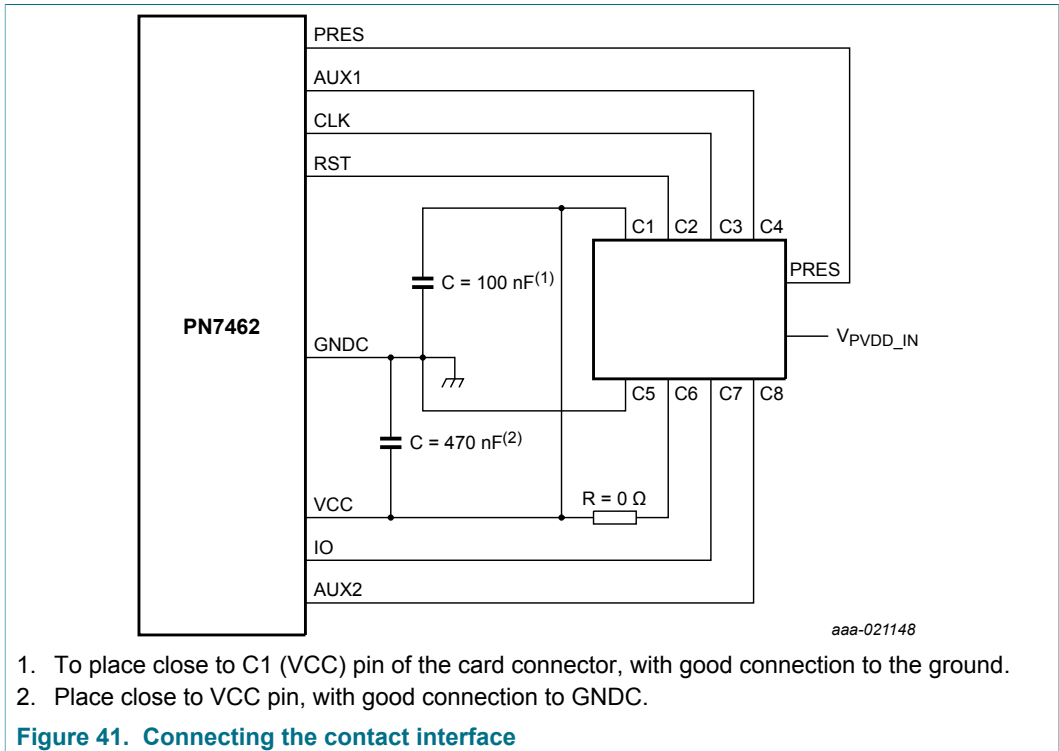 PRES
AUX1
CLK
RST
C1 C2 C3 C4
PRES
C = 100 nF(1)
PN7462
GNDC
VPVDD_IN
C5 C6 C7 C8
C = 470 nF(2)
R = 0 Ω
VCC
IO
AUX2
aaa-021148
1. To place close to C1 (VCC) pin of the card connector, with good connection to the ground.
2. Place close to VCC pin, with good connection to GNDC.
Figure 41. Connecting the contact interface